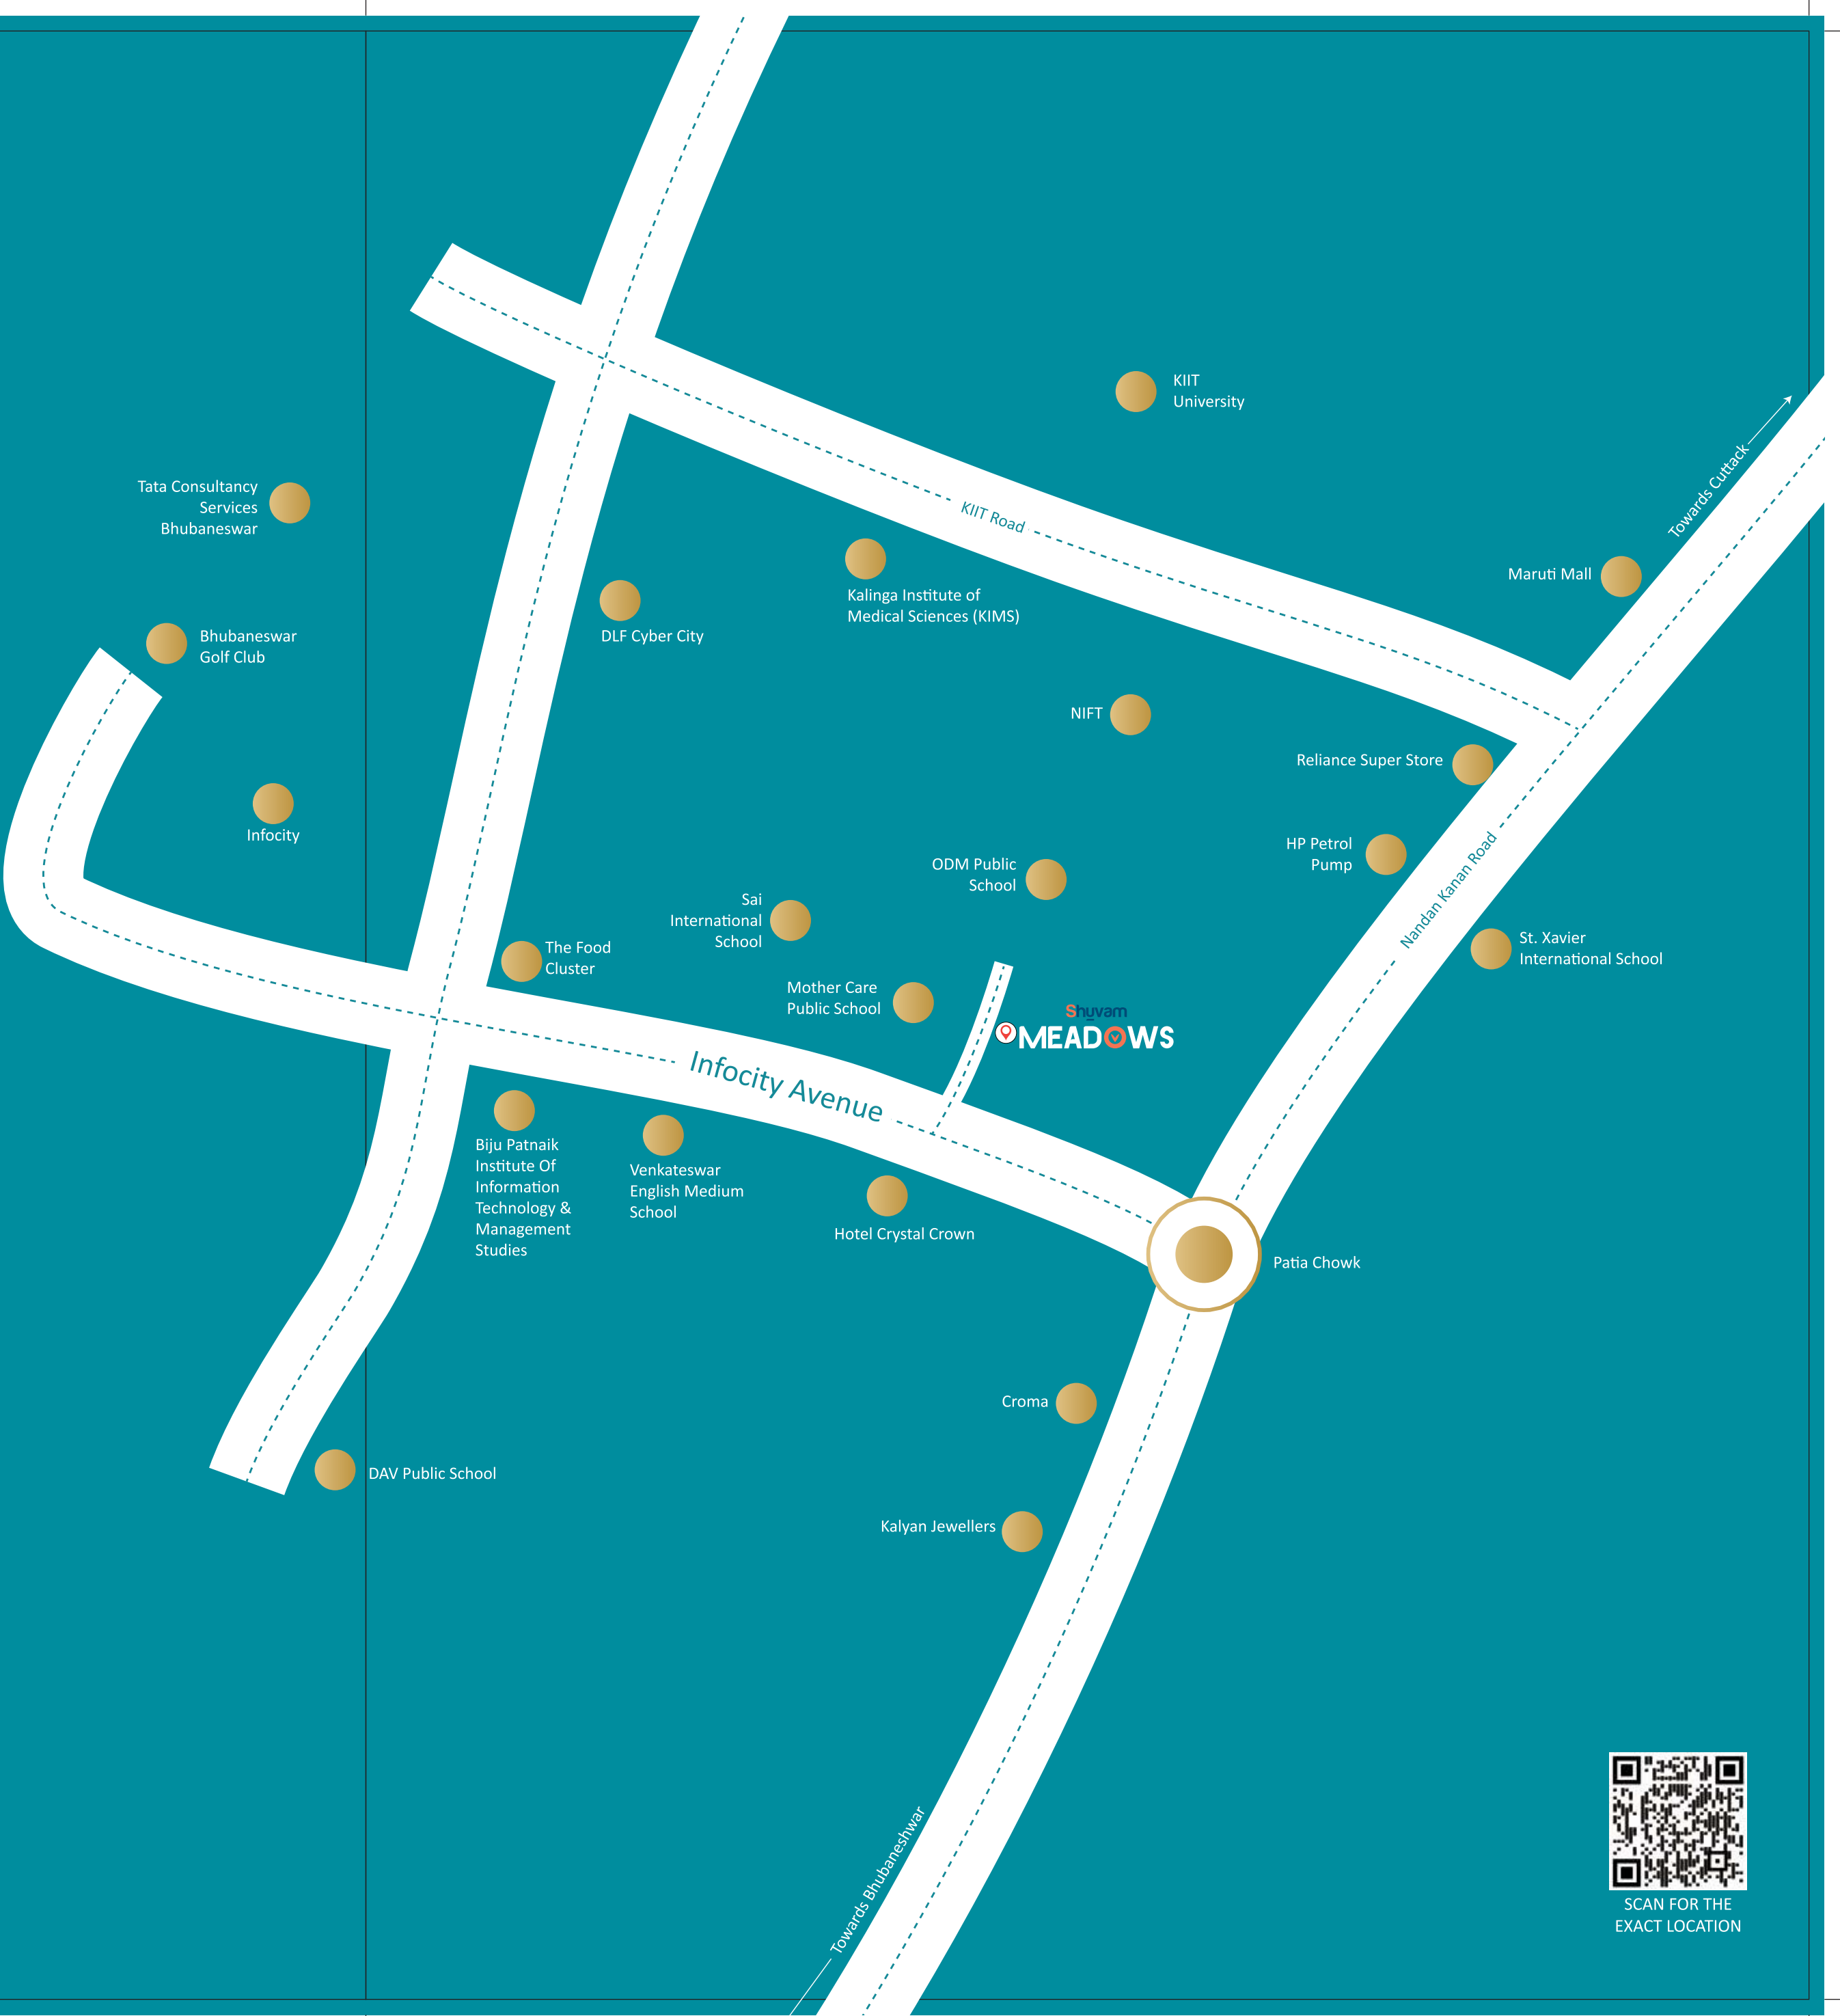 KIIT
University
Tata Consultancy
Services
Bhubaneswar
Towards Cuttack
KIIT Road
Maruti Mall
Kalinga Institute of
Medical Sciences (KIMS)
DLF Cyber City
Bhubaneswar
Golf Club
NIFT
Reliance Super Store
Infocity
HP Petrol
Pump
Nandan Kanan Road
ODM Public
School
Sai
International
School
St. Xavier
International School
The Food
Cluster
Mother Care
Public School
Shuvam
MEADOWS
Infocity Avenue
Biju Patnaik
Institute Of
Information
Technology &
Management
Studies
Venkateswar
English Medium
School
Hotel Crystal Crown
Patia Chowk
Croma
DAV Public School
Kalyan Jewellers
Towards Bhubaneshwar
SCAN FOR THE
EXACT LOCATION